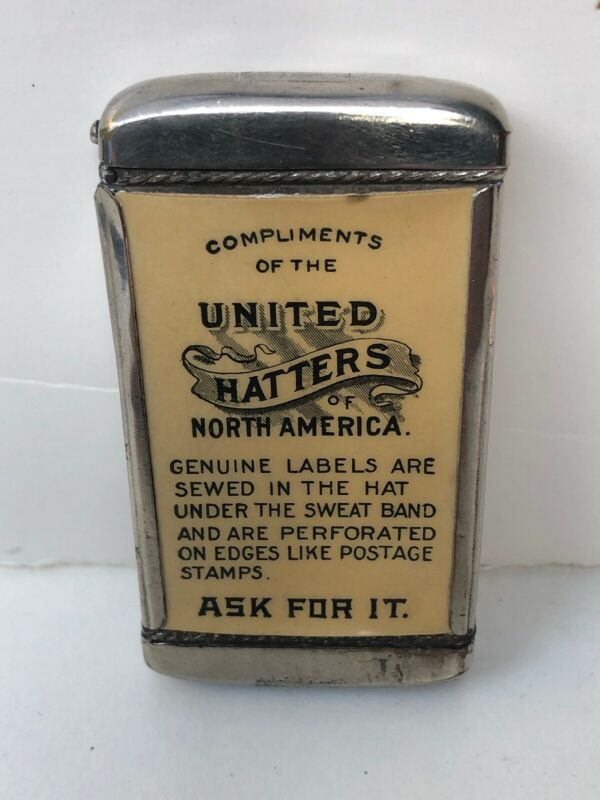 COMPLIMENTS
OF THE
UNITED
HATTERS
OF
NORTH AMERICA.
GENUINE LABELS ARE
SEWED IN THE HAT
UNDER THE SWEAT BAND
AND ARE PERFORATED
ON EDGES LIKE POSTAGE
STAMPS.
ASK FOR IT.